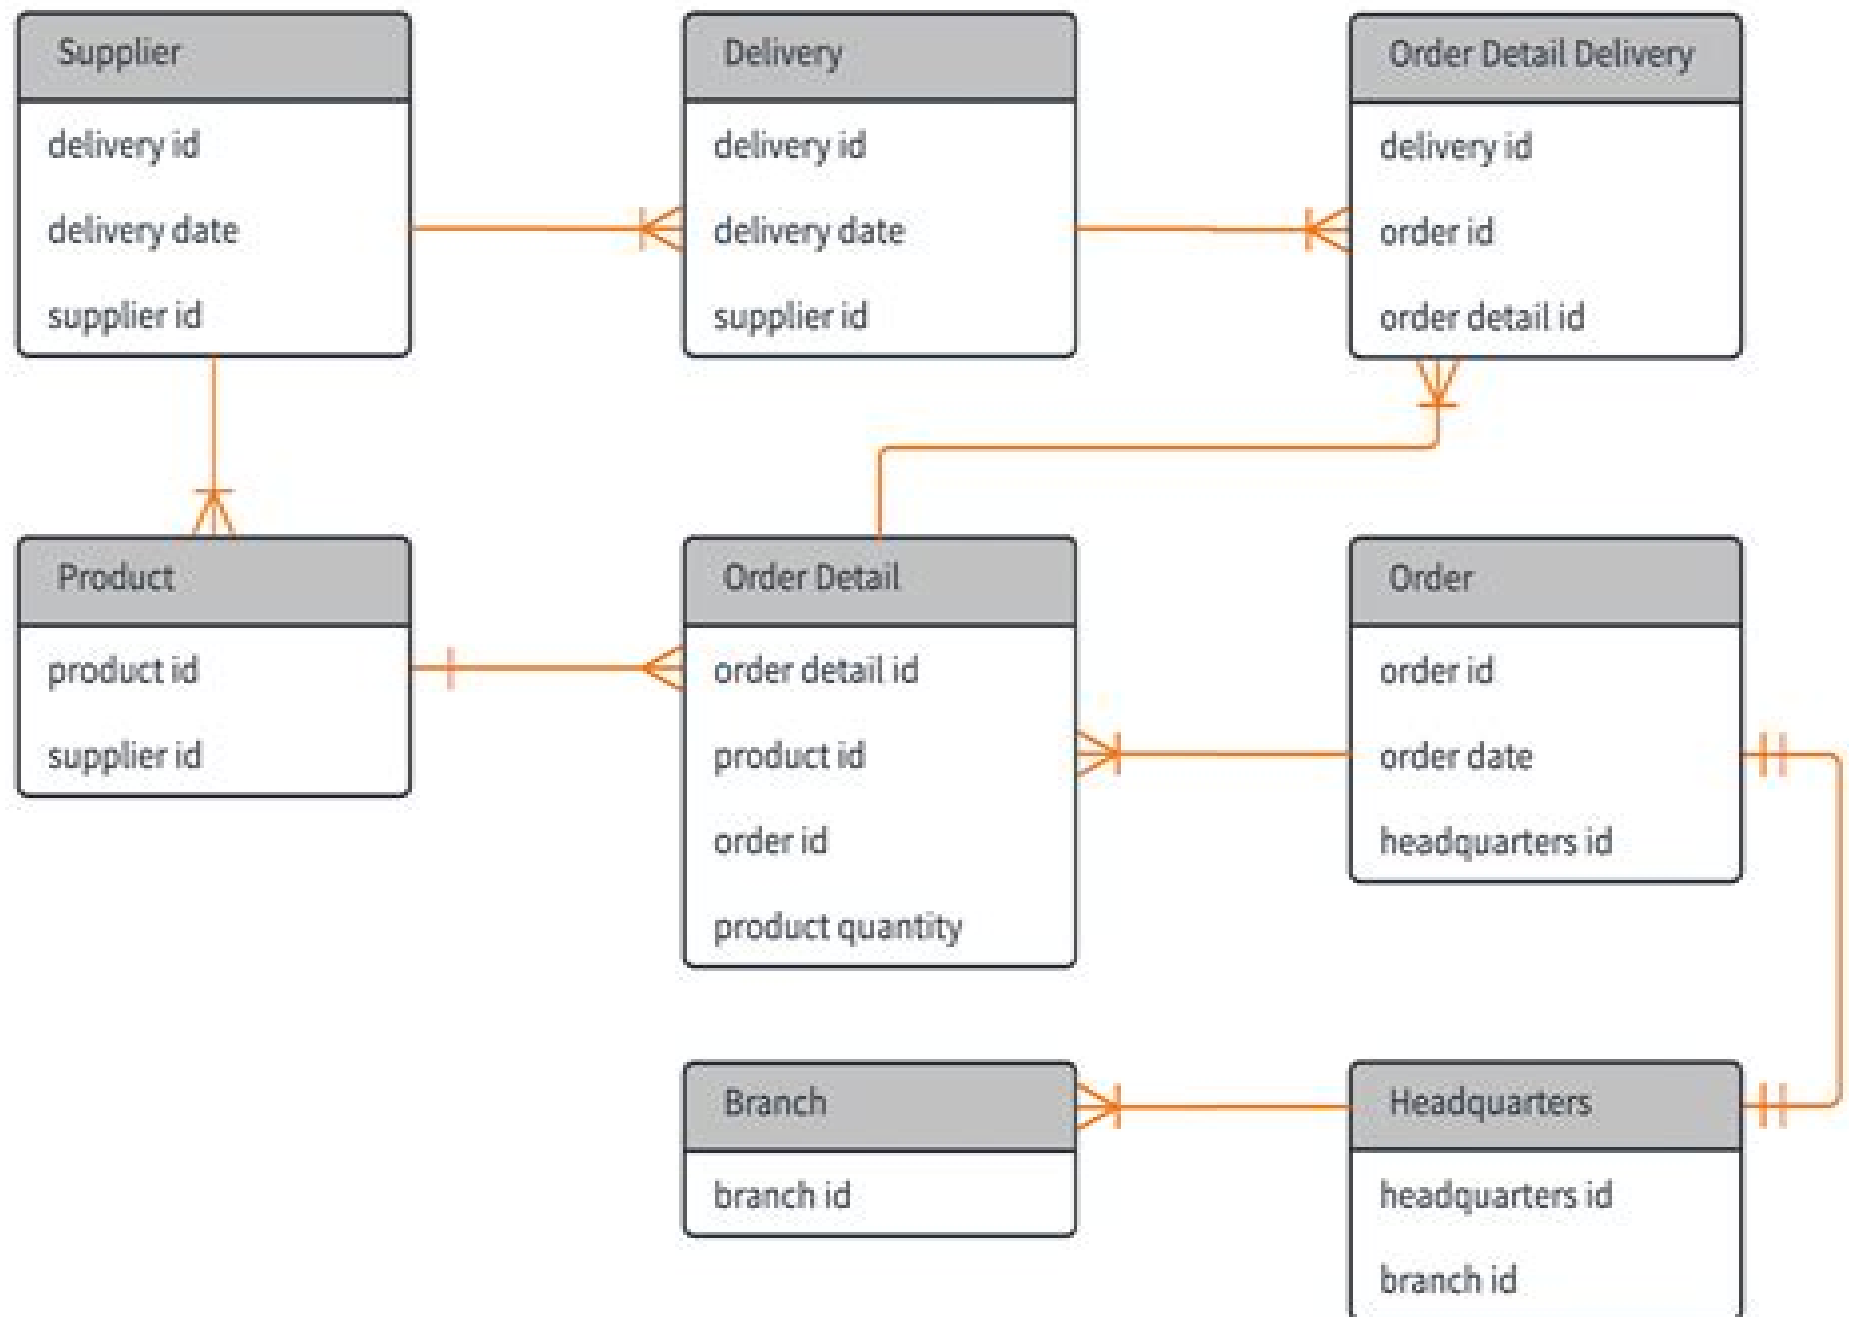 Supplier
delivery id
delivery date
supplier id
Delivery
delivery id
delivery date
supplier id
Order Detail Delivery
delivery id
order id
order detail id
Product
product id
supplier id
Order Detail
order detail id
product id
order id
product quantity
Order
order id
order date
headquarters id
Branch
branch id
Headquarters
headquarters id
branch id